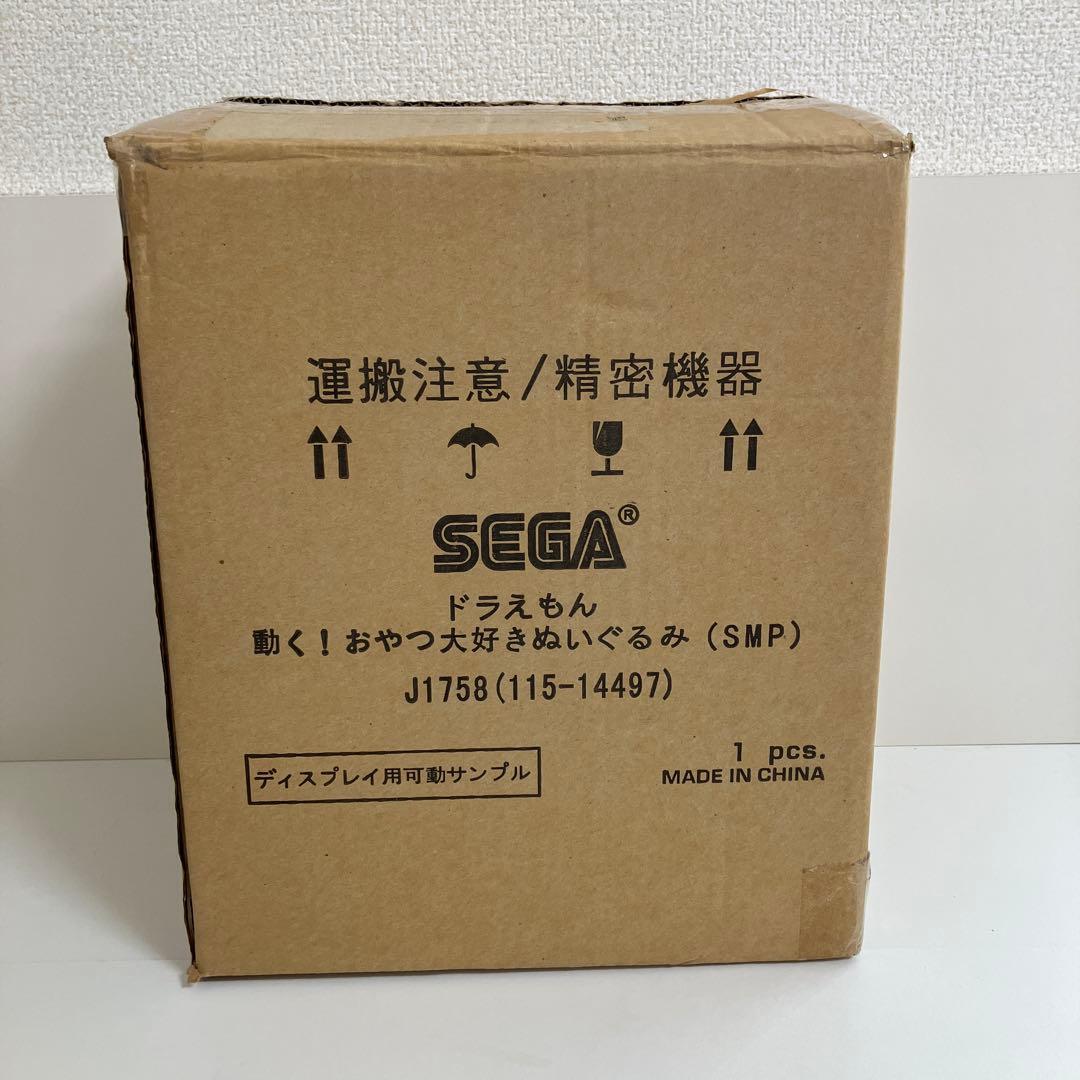 運搬注意/精密機器
SEGA®
ドラえもん
動く!おやつ大好きぬいぐるみ(SMP)
J1758(115-14497)
1 pcs.
ディスプレイ用可動サンプル
MADE IN CHINA